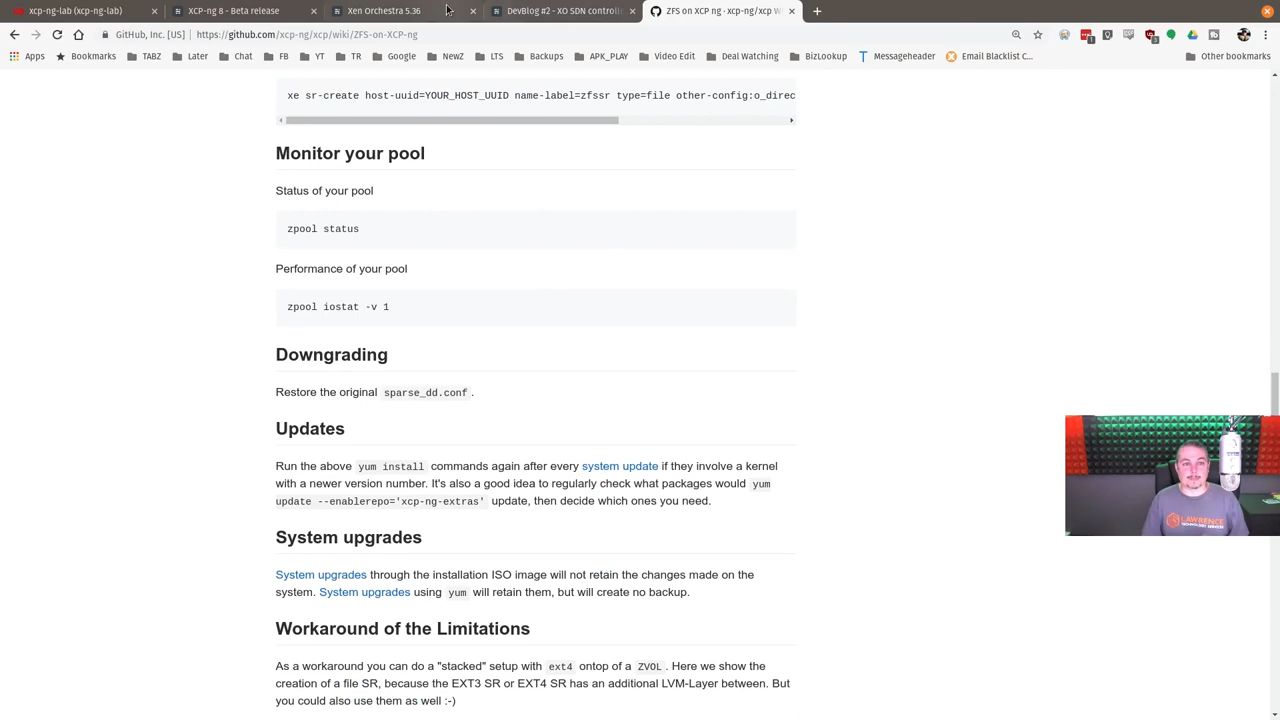 xcp-ng-lab (xcp-ng-lab) × XCP-ng 8 - Beta release × Xen Orchestra 5.36 × DevBlog #2 - XO SDN controlle × ZFS on XCP ng · xcp-ng/xcp W ×
GitHub, Inc. [US] https://github.com/xcp-ng/xcp/wiki/ZFS-on-XCP-ng
Apps Bookmarks TABZ Later Chat FB YT TR Google NewZ LTS Backups APK_PLAY Video Edit Deal Watching BizLookup Messageheader Email Blacklist C... Other bookmarks
xe sr-create host-uuid=YOUR_HOST_UUID name-label=zfssr type=file other-config:o_direc
Monitor your pool
Status of your pool
zpool status
Performance of your pool
zpool iostat -v 1
Downgrading
Restore the original sparse_dd.conf.
Updates
Run the above yum install commands again after every system update if they involve a kernel
with a newer version number. It's also a good idea to regularly check what packages would yum
update --enablerepo='xcp-ng-extras' update, then decide which ones you need.
System upgrades
System upgrades through the installation ISO image will not retain the changes made on the
system. System upgrades using yum will retain them, but will create no backup.
Workaround of the Limitations
As a workaround you can do a "stacked" setup with ext4 ontop of a ZVOL. Here we show the
creation of a file SR, because the EXT3 SR or EXT4 SR has an additional LVM-Layer between. But
you could also use them as well :-)
LAWRENCE